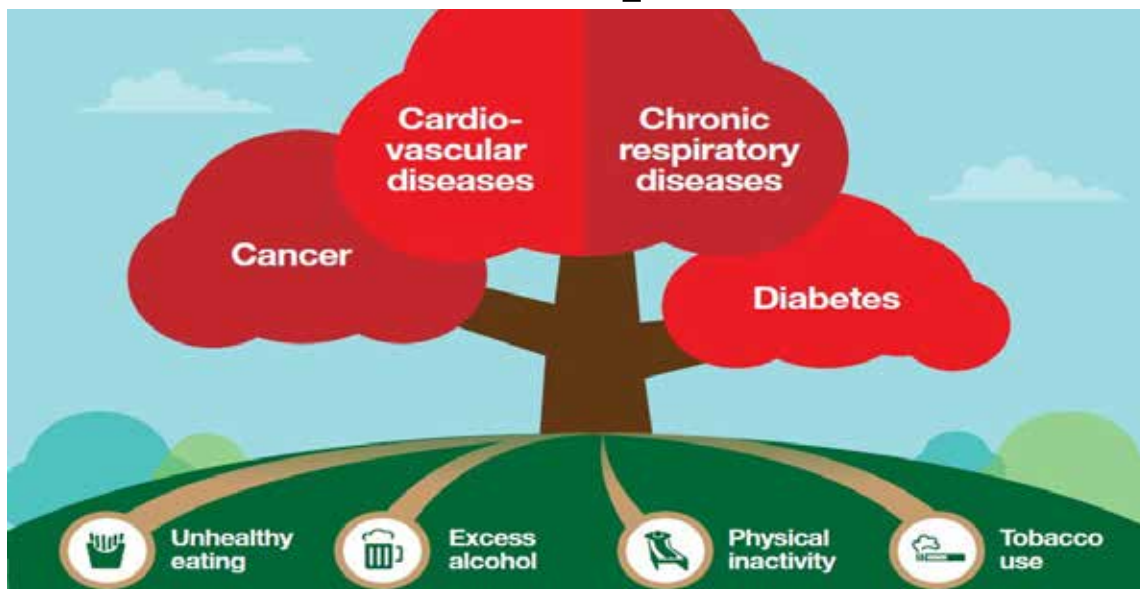 Cardio-
vascular
diseases
Chronic
respiratory
diseases
Cancer
Diabetes
Unhealthy
eating
Excess
alcohol
Physical
inactivity
Tobacco
use